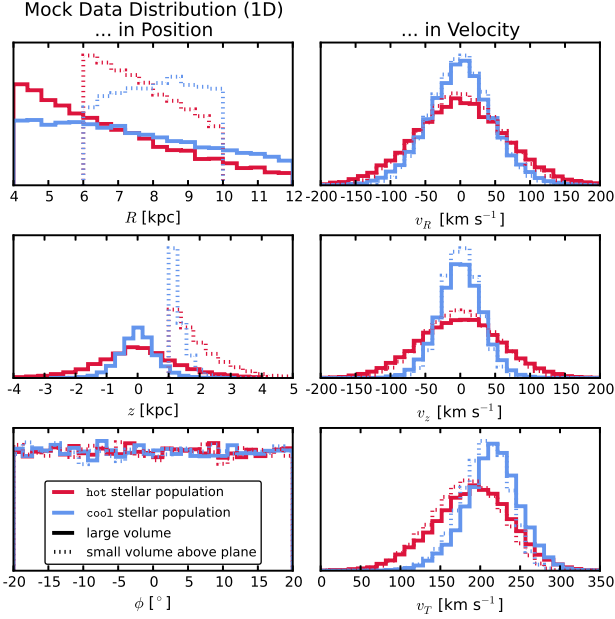 Mock Data Distribution (1D)
... in Position
... in Velocity
4 5 6 7 8 9 10 11 12
R [kpc]
-200 -150 -100 -50 0 50 100 150 200
v_R [km s⁻¹]
-4 -3 -2 -1 0 1 2 3 4 5
z [kpc]
-200 -150 -100 -50 0 50 100 150 200
v_z [km s⁻¹]
hot stellar population
cool stellar population
large volume
small volume above plane
-20 -15 -10 -5 0 5 10 15 20
ϕ [°]
0 50 100 150 200 250 300 350
v_T [km s⁻¹]